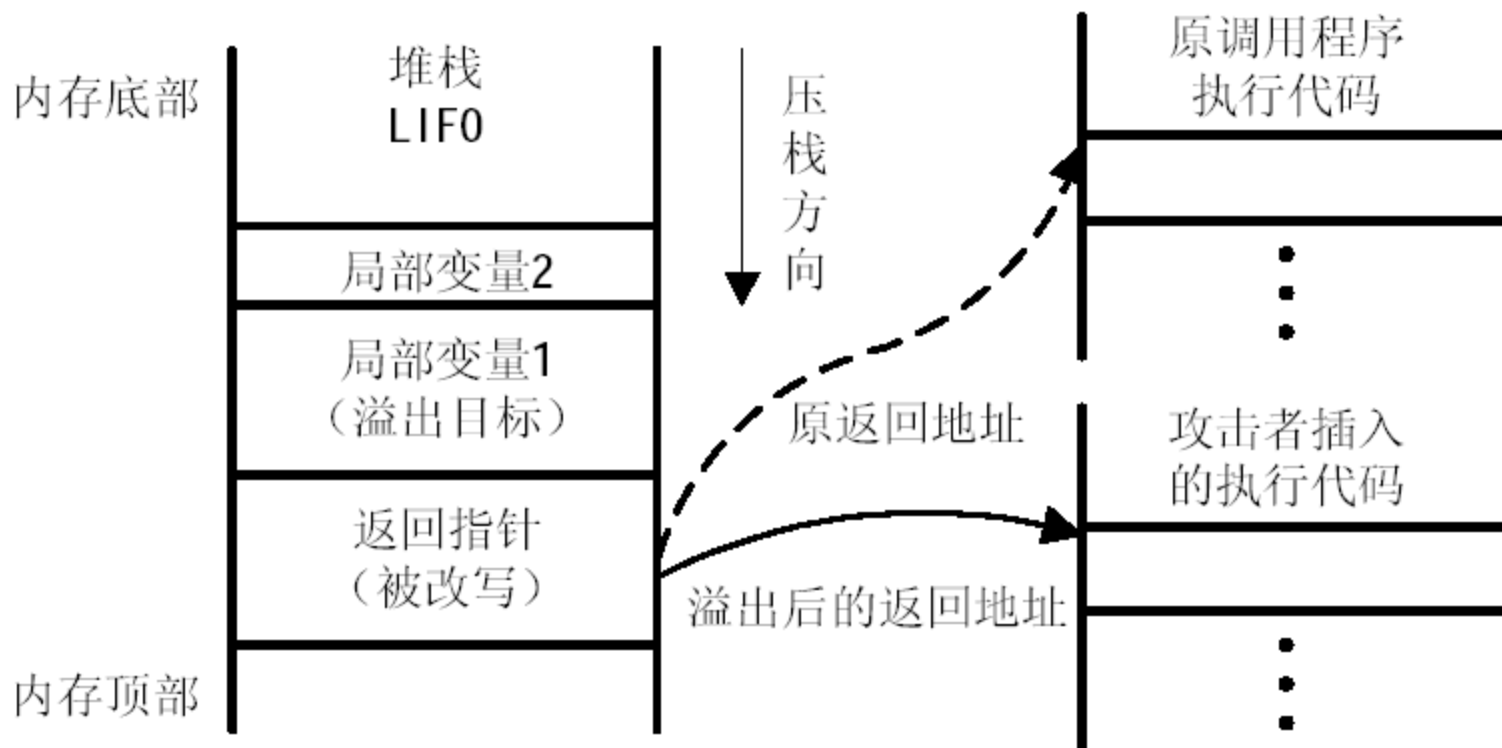 内存底部
堆栈
LIFO
局部变量2
局部变量1
(溢出目标)
返回指针
(被改写)
内存顶部
压栈方向
原返回地址
溢出后的返回地址
原调用程序
执行代码
攻击者插入
的执行代码